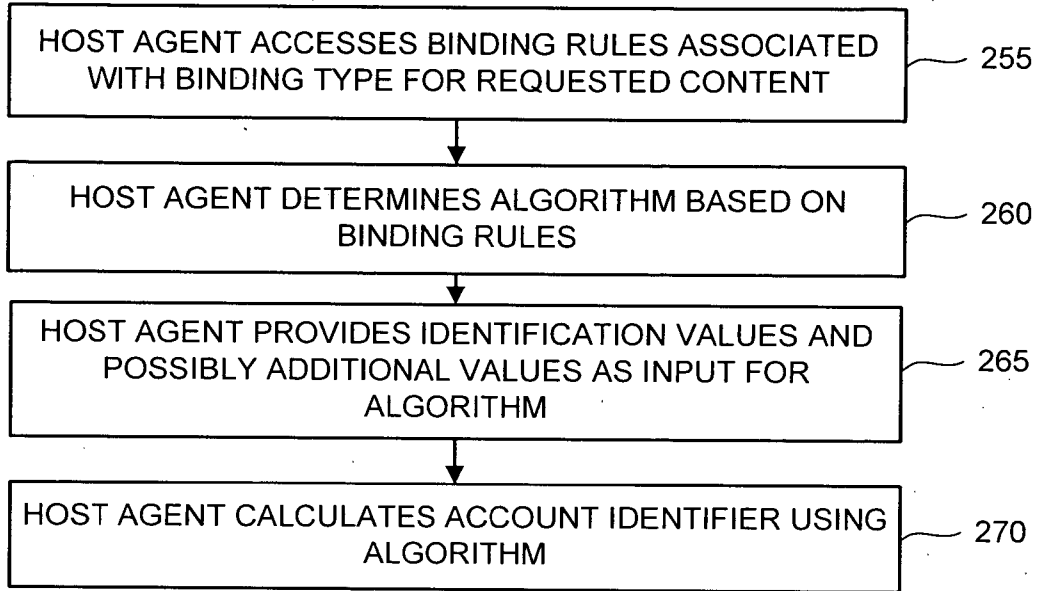 HOST AGENT ACCESSES BINDING RULES ASSOCIATED
WITH BINDING TYPE FOR REQUESTED CONTENT
255
HOST AGENT DETERMINES ALGORITHM BASED ON
BINDING RULES
260
HOST AGENT PROVIDES IDENTIFICATION VALUES AND
POSSIBLY ADDITIONAL VALUES AS INPUT FOR
ALGORITHM
265
HOST AGENT CALCULATES ACCOUNT IDENTIFIER USING
ALGORITHM
270